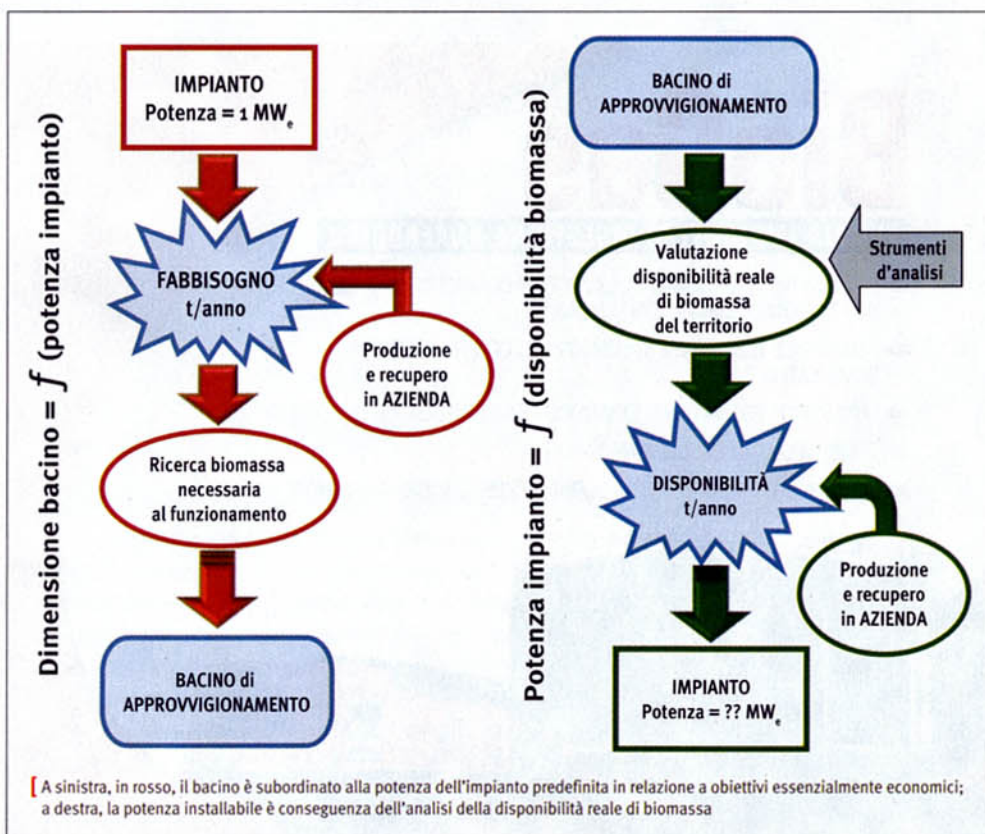 Dimensione bacino = f (potenza impianto)
IMPIANTO
Potenza = 1 MWe
FABBISOGNO
t/anno
Produzione
e recupero
in AZIENDA
Ricerca biomassa
necessaria
al funzionamento
BACINO di
APPROVVIGIONAMENTO
Potenza impianto = f (disponibilità biomassa)
BACINO di
APPROVVIGIONAMENTO
Valutazione
disponibilità reale
di biomassa
del territorio
Strumenti
d'analisi
DISPONIBILITÀ
t/anno
Produzione
e recupero
in AZIENDA
IMPIANTO
Potenza = ?? MWe
[ A sinistra, in rosso, il bacino è subordinato alla potenza dell'impianto predefinita in relazione a obiettivi essenzialmente economici;
a destra, la potenza installabile è conseguenza dell'analisi della disponibilità reale di biomassa